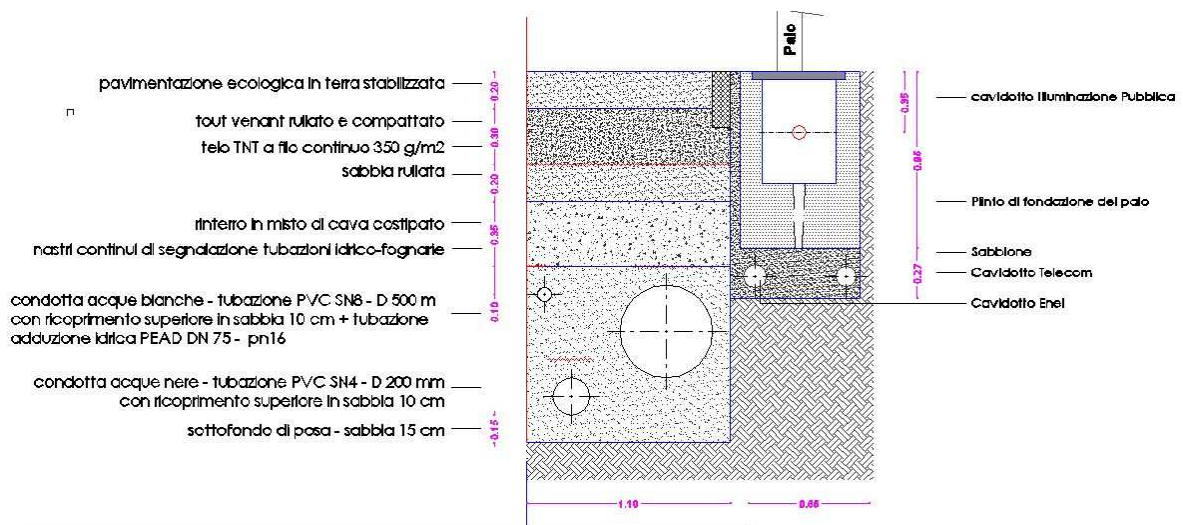 Palo
pavimentazione ecologica in terra stabilizzata
tout venant rullato e compattato
telo TNT a filo continuo 350 g/m2
sabbia rullata
rinterro in misto di cava costipato
nastri continui di segnalazione tubazioni idrico-fognarie
condotta acque bianche - tubazione PVC SN8 - D 500 m
con ricoprimento superiore in sabbia 10 cm + tubazione
adduzione idrica PEAD DN 75 - pn16
condotta acque nere - tubazione PVC SN4 - D 200 mm
con ricoprimento superiore in sabbia 10 cm
sottofondo di posa - sabbia 15 cm
0.20
0.30
0.20
0.35
0.10
0.15
1.10
0.65
0.35
0.95
0.27
cavidotto Illuminazione Pubblica
Plinto di fondazione del palo
Sabbione
Cavidotto Telecom
Cavidotto Enel